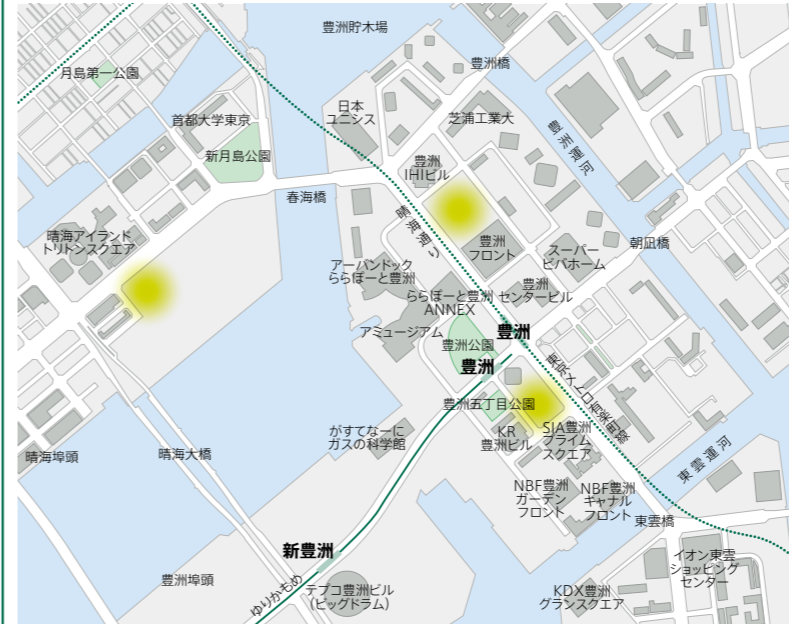 豊洲貯木場
豊洲橋
月島第一公園
日本
ユニシス
首都大学東京
芝浦工業大
新月島公園
豊洲
IHIビル
豊洲運河
春海橋
晴海通り
晴海アイランド
トリトンスクエア
豊洲
フロント
スーパー
ビバホーム
朝凪橋
アーバンドック
ららぽーと豊洲
豊洲
センタービル
ららぽーと豊洲
ANNEX
アミュージアム
豊洲
豊洲公園
豊洲
東京メトロ有楽町線
豊洲五丁目公園
がすてなーに
ガスの科学館
KR
豊洲ビル
SIA豊洲
プライム
スクエア
晴海埠頭
晴海大橋
東雲運河
NBF豊洲
ガーデン
フロント
NBF豊洲
キャナル
フロント
東雲橋
新豊洲
イオン東雲
ショッピング
センター
豊洲埠頭
ゆりかもめ
テプコ豊洲ビル
(ビッグドラム)
KDX豊洲
グランスクエア